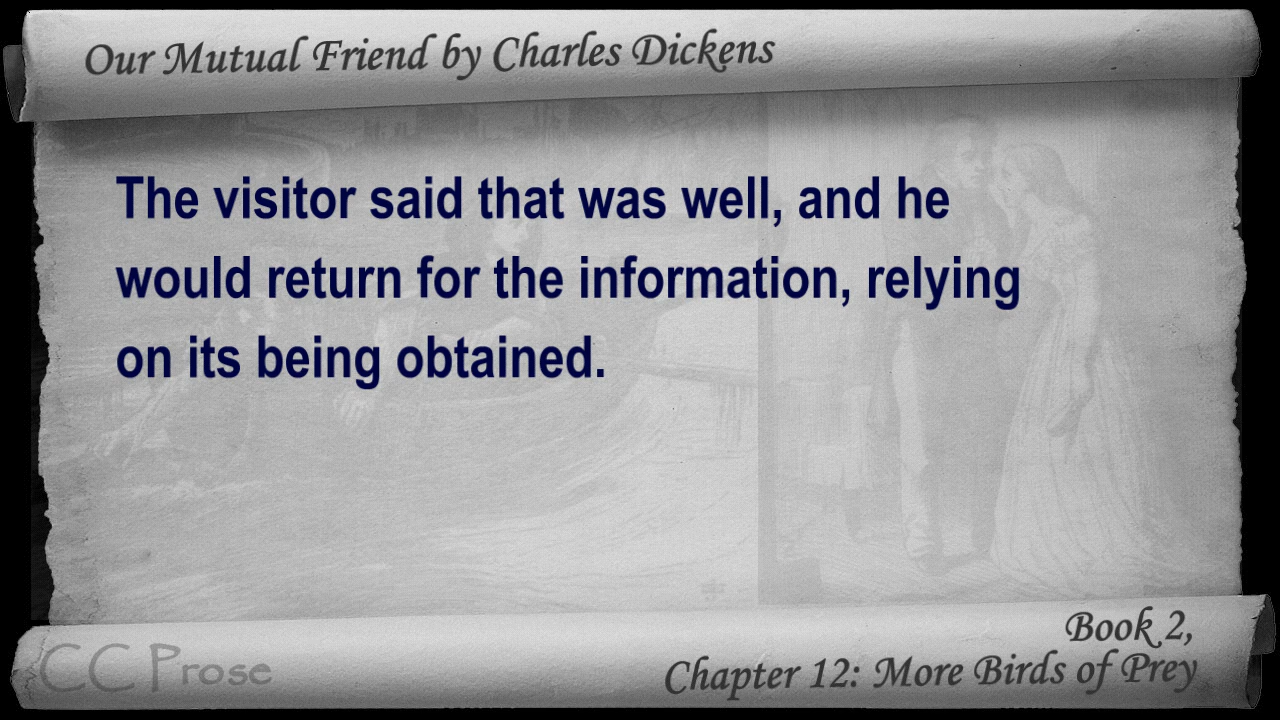 Our Mutual Friend by Charles Dickens
The visitor said that was well, and he
would return for the information, relying
on its being obtained.
Book 2,
Chapter 12: More Birds of Prey
CC Prose